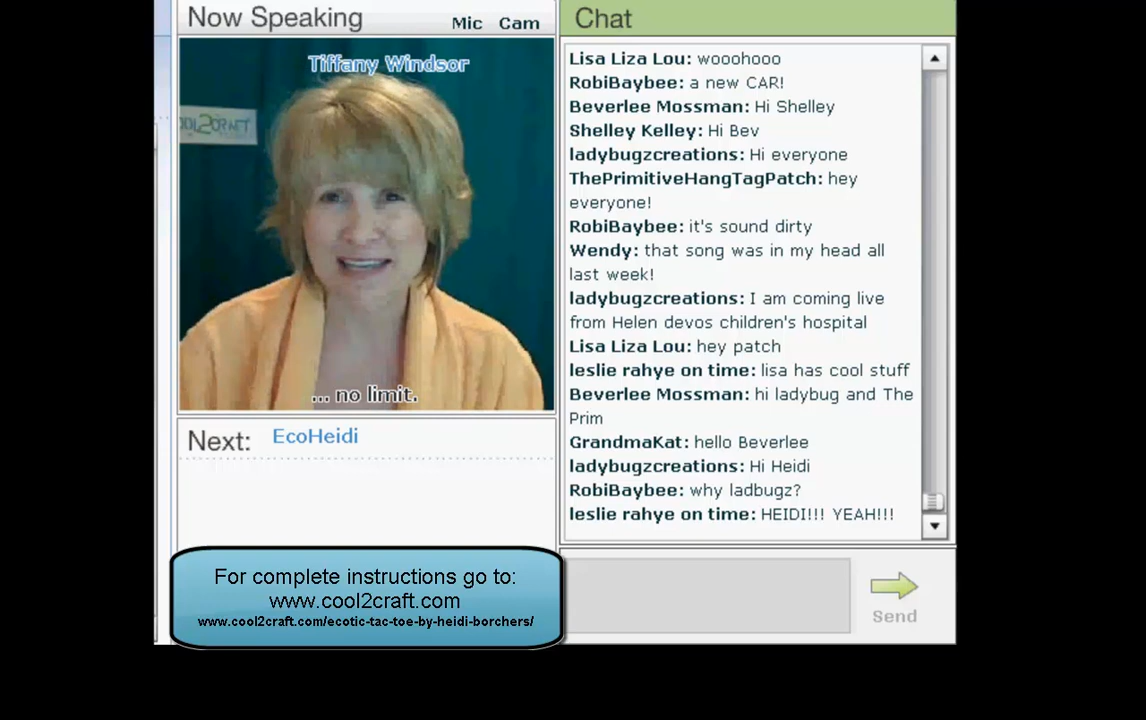 Now Speaking
Mic Cam
Tiffany Windsor
COOL2CRAFT
... no limit.
Next: EcoHeidi
For complete instructions go to:
www.cool2craft.com
www.cool2craft.com/ecotic-tac-toe-by-heidi-borchers/
Chat
Lisa Liza Lou: wooohooo
RobiBaybee: a new CAR!
Beverlee Mossman: Hi Shelley
Shelley Kelley: Hi Bev
ladybugzcreations: Hi everyone
ThePrimitiveHangTagPatch: hey
everyone!
RobiBaybee: it's sound dirty
Wendy: that song was in my head all
last week!
ladybugzcreations: I am coming live
from Helen devos children's hospital
Lisa Liza Lou: hey patch
leslie rahye on time: lisa has cool stuff
Beverlee Mossman: hi ladybug and The
Prim
GrandmaKat: hello Beverlee
ladybugzcreations: Hi Heidi
RobiBaybee: why ladbugz?
leslie rahye on time: HEIDI!!! YEAH!!!
Send